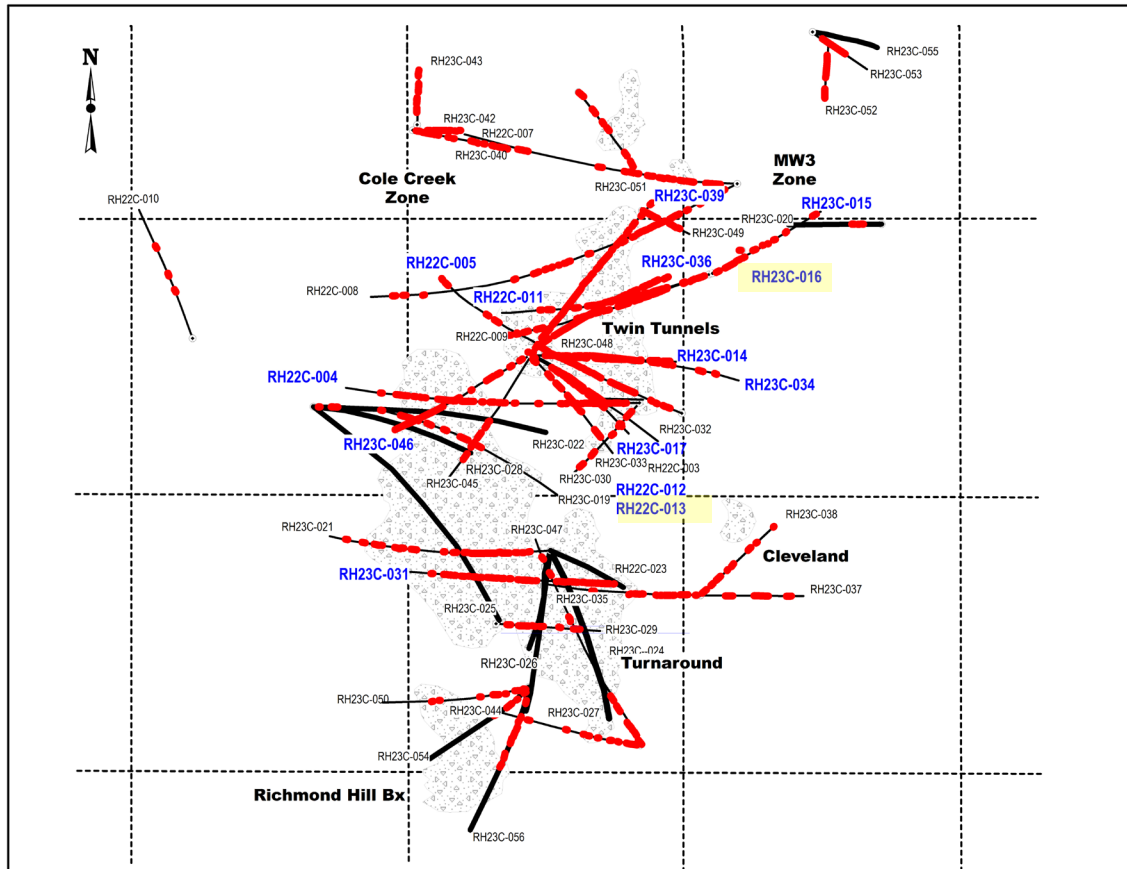 RH23C-055
N
RH23C-043
RH23C-053
RH23C-052
RH23C-042
RH22C-007
RH23C-040
MW3
Zone
Cole Creek
Zone
RH23C-051
RH23C-039
RH22C-010
RH23C-015
RH23C-020
RH23C-049
RH22C-005
RH23C-036
RH23C-016
RH22C-008
RH22C-011
RH22C-009
Twin Tunnels
RH23C-048
RH23C-014
RH22C-004
RH23C-034
RH23C-032
RH23C-046
RH23C-022
RH23C-017
RH23C-033
RH23C-028
RH22C-003
RH23C-045
RH23C-030
RH22C-012
RH23C-019
RH22C-013
RH23C-038
RH23C-021
RH23C-047
Cleveland
RH22C-023
RH23C-031
RH23C-037
RH23C-035
RH23C-025
RH23C-029
RH23C-024
RH23C-026
Turnaround
RH23C-050
RH23C-044
RH23C-027
RH23C-054
Richmond Hill Bx
RH23C-056